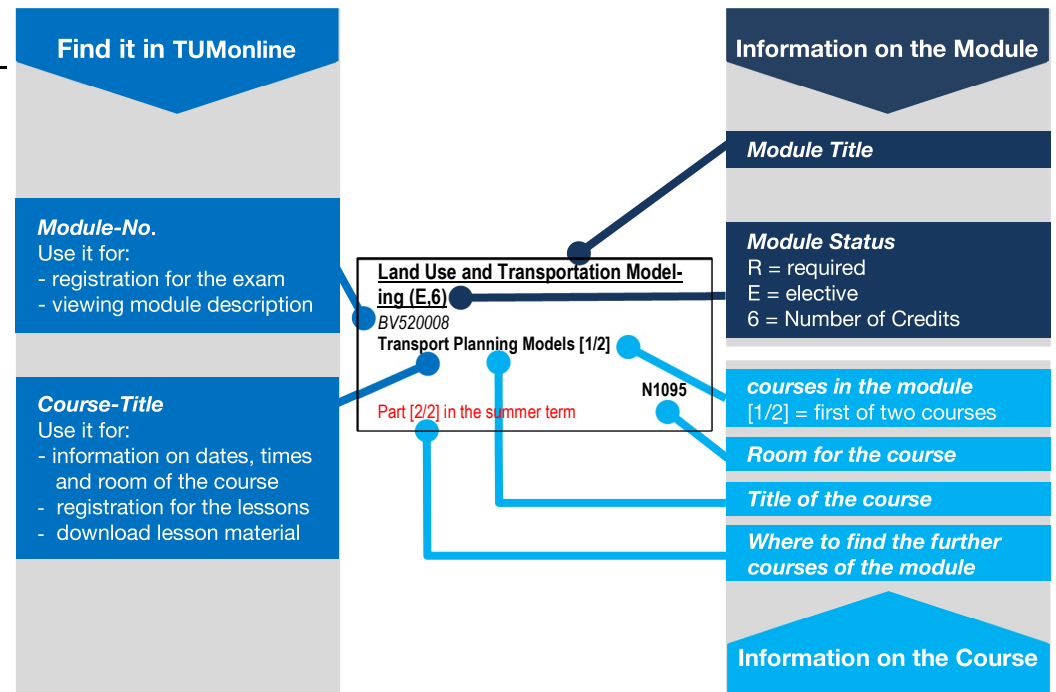 Find it in TUMonline
Module-No.
Use it for:
- registration for the exam
- viewing module description
Course-Title
Use it for:
- information on dates, times
and room of the course
- registration for the lessons
- download lesson material
Land Use and Transportation Model-
ing (E,6)
BV520008
Transport Planning Models [1/2]
N1095
Part [2/2] in the summer term
Information on the Module
Module Title
Module Status
R = required
E = elective
6 = Number of Credits
courses in the module
[1/2] = first of two courses
Room for the course
Title of the course
Where to find the further
courses of the module
Information on the Course